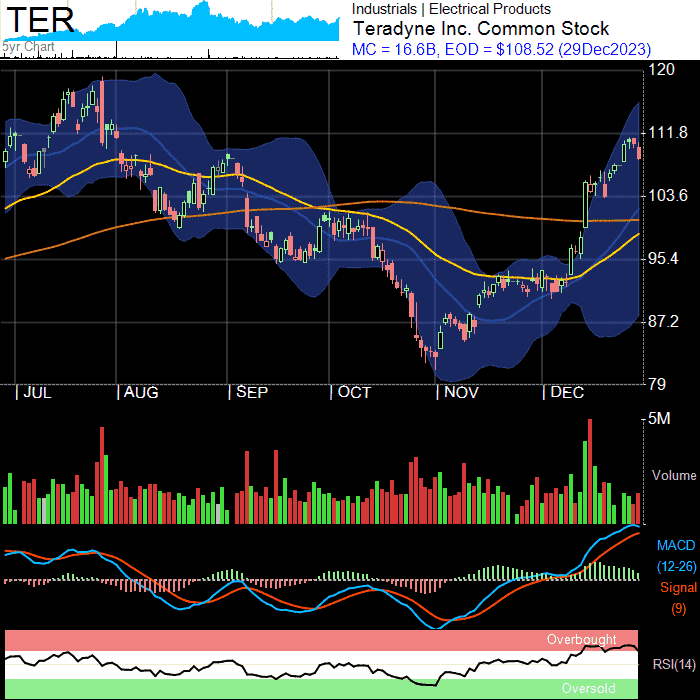 TER
5yr Chart
Industrials | Electrical Products
Teradyne Inc. Common Stock
MC = 16.6B, EOD = $108.52 (29Dec2023)
120
111.8
103.6
95.4
87.2
79
JUL AUG SEP OCT NOV DEC
5M
Volume
MACD
(12-26)
Signal
(9)
Overbought
RSI(14)
Oversold